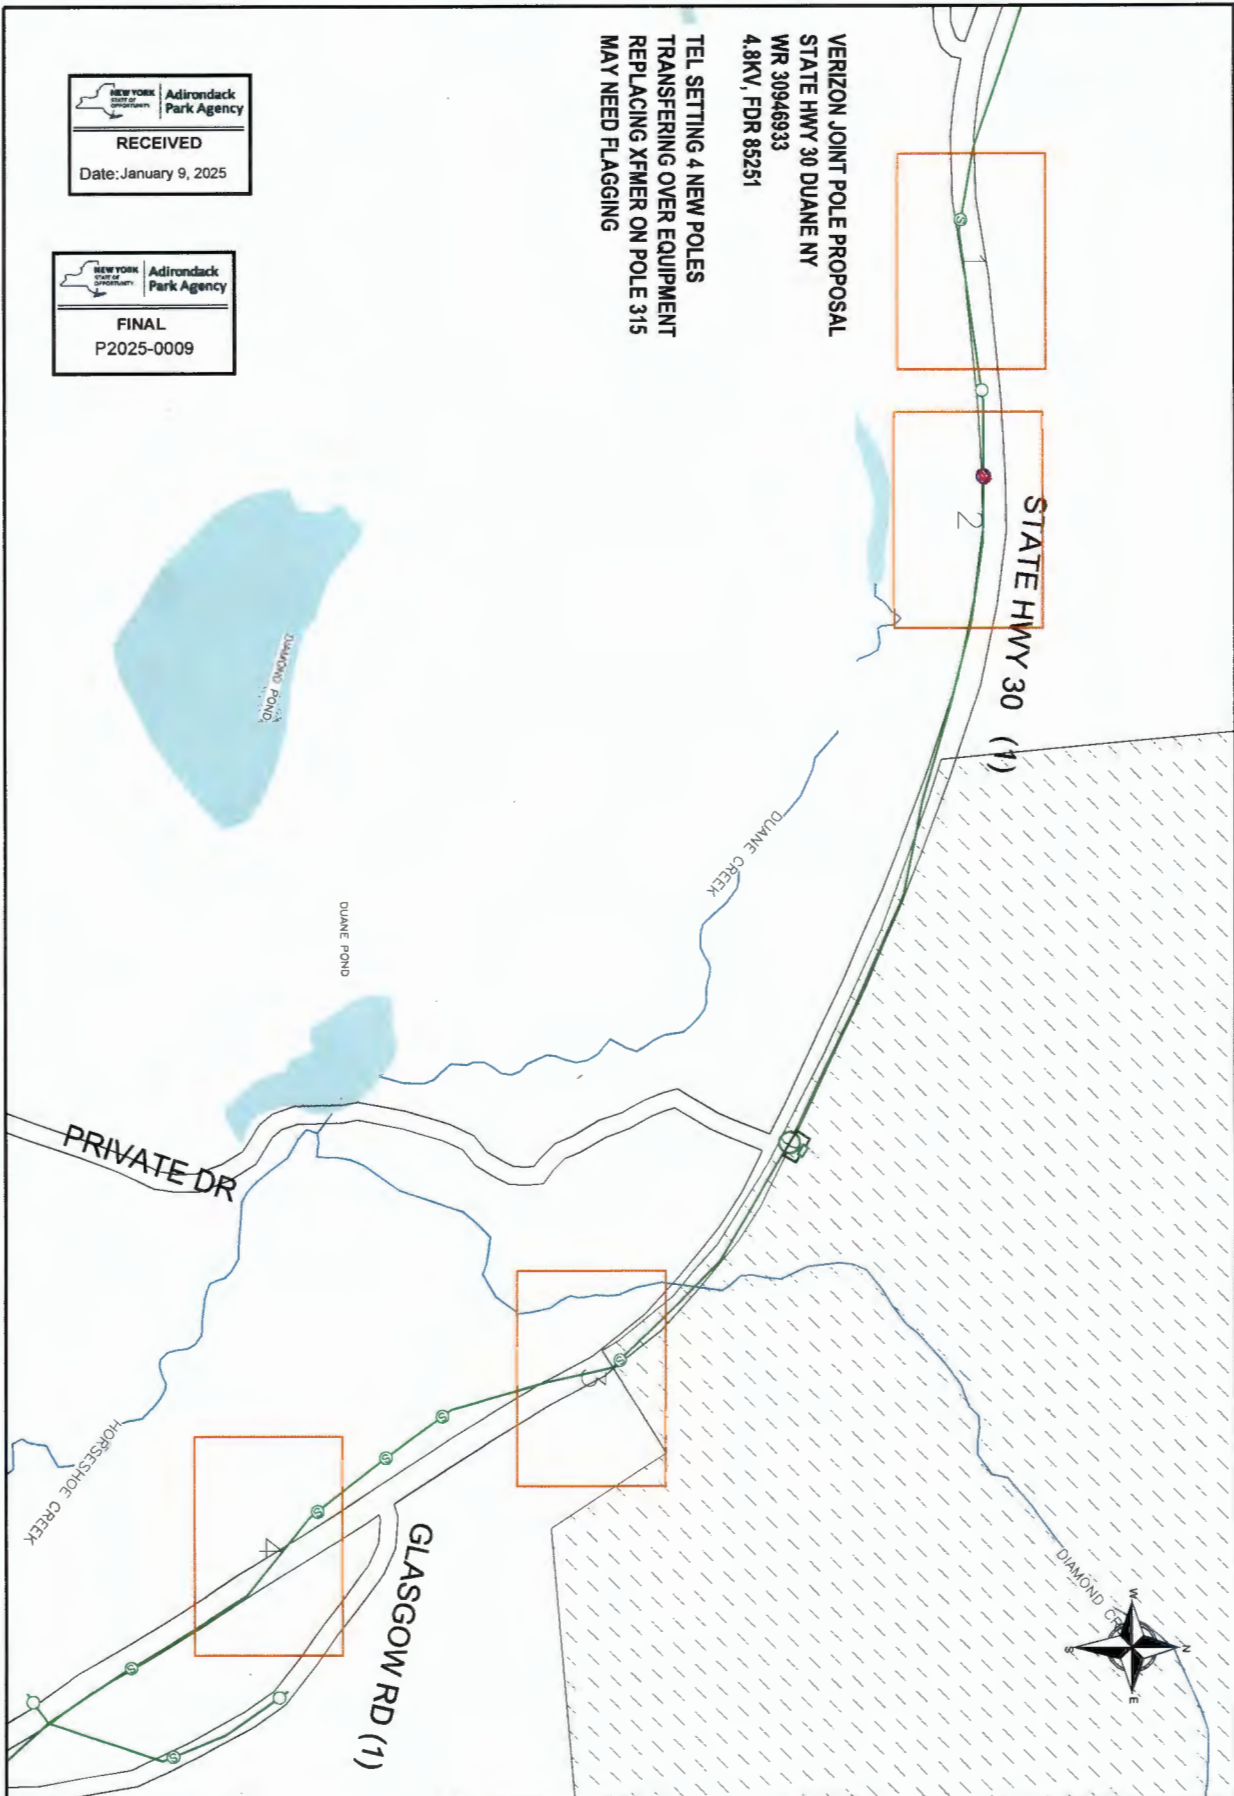 NEW YORK
STATE OF
OPPORTUNITY
Adirondack
Park Agency
RECEIVED
Date:January 9, 2025
NEW YORK
STATE OF
OPPORTUNITY
Adirondack
Park Agency
FINAL
P2025-0009
VERIZON JOINT POLE PROPOSAL
STATE HWY 30 DUANE NY
WR 30946933
4.8KV, FDR 85251
TEL SETTING 4 NEW POLES
TRANSFERING OVER EQUIPMENT
REPLACING XFMER ON POLE 315
MAY NEED FLAGGING
1
2
STATE HWY 30 (1)
DIAMOND POND
DUANE CREEK
DUANE POND
PRIVATE DR
3
4
HORSESHOE CREEK
GLASGOW RD (1)
DIAMOND
N
W
E
S
S
S
S
S
S
S
S